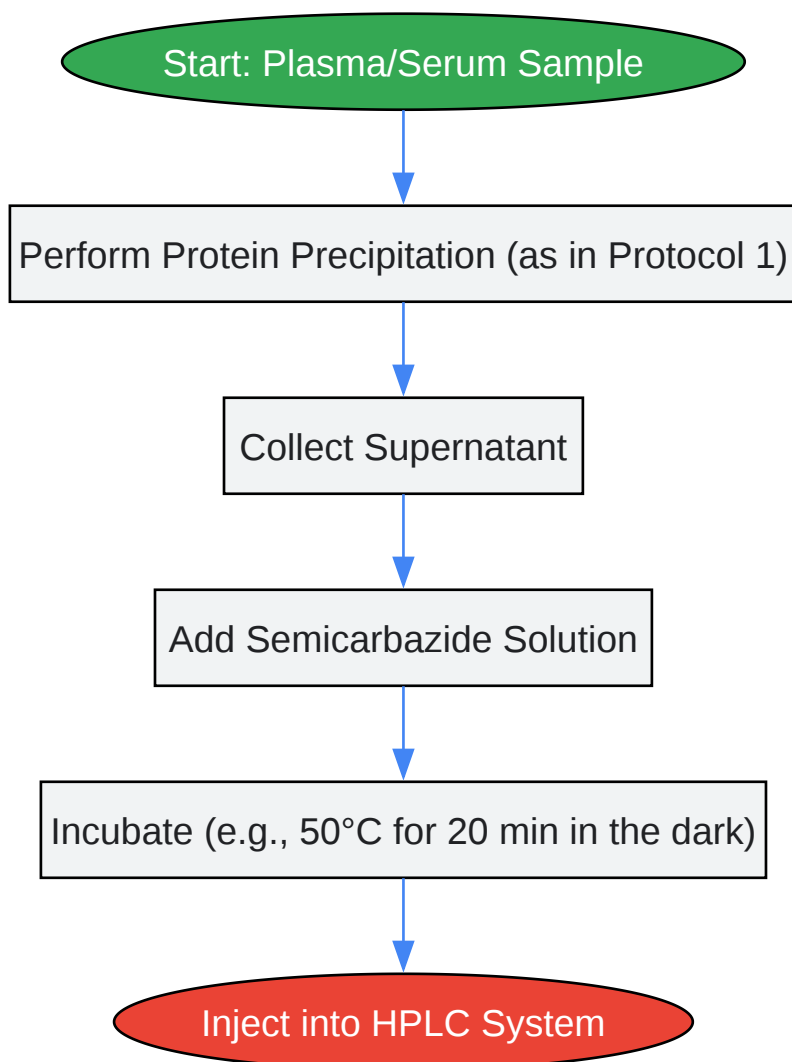 Start: Plasma/Serum Sample
Perform Protein Precipitation (as in Protocol 1)
Collect Supernatant
Add Semicarbazide Solution
Incubate (e.g., 50°C for 20 min in the dark)
Inject into HPLC System